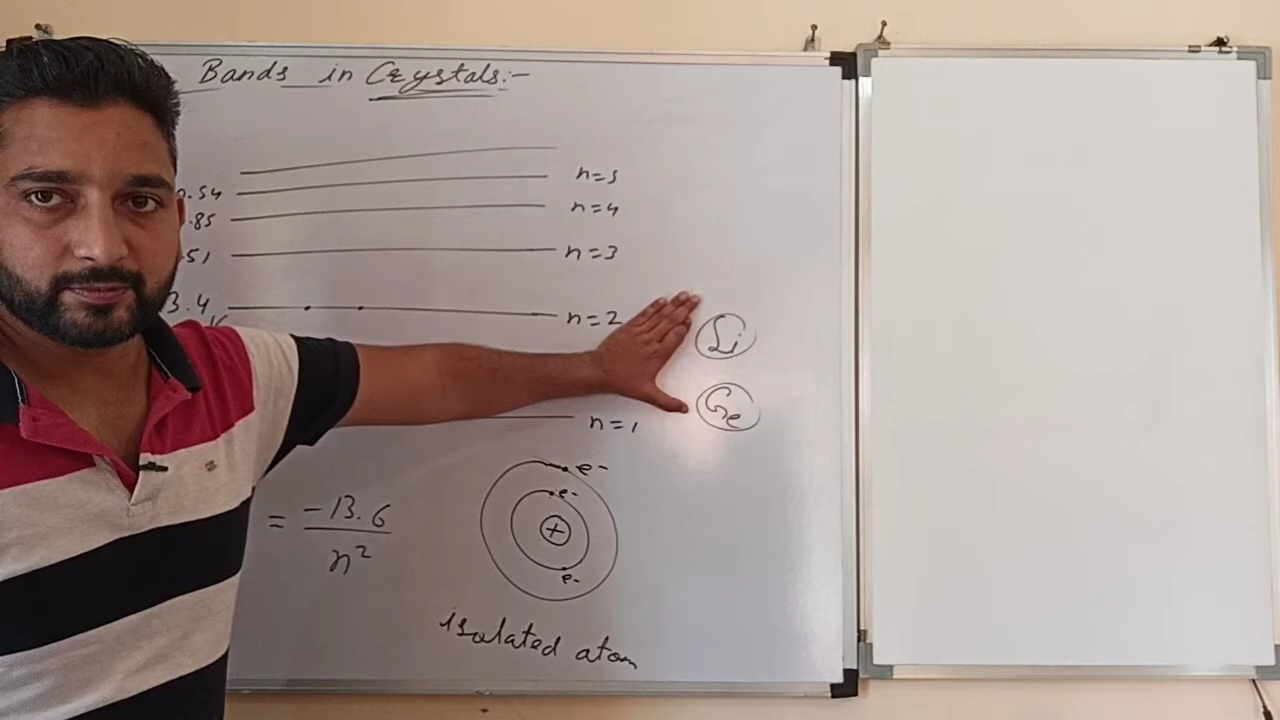 Bands in Crystals:-
.54 n=5
.85 n=4
.51 n=3
3.4 n=2
Si
Ge
n=1
e-
e-
+
e-
= -13.6
n²
isolated atom